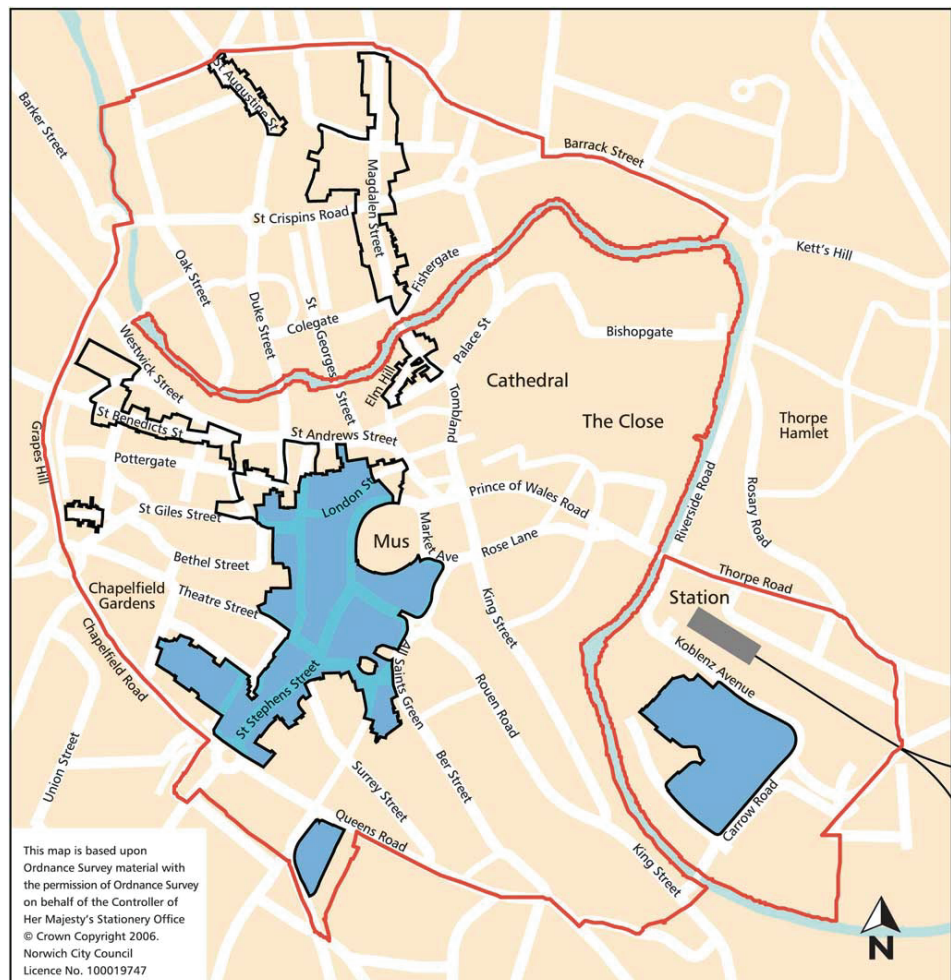 St Augustine St
Barker Street
Magdalen Street
Barrack Street
St Crispins Road
Kett's Hill
Oak Street
Duke Street
St
Georges
Street
Fishergate
Colegate
Palace St
Bishopgate
Westwick Street
Elm Hill
Cathedral
Tombland
The Close
Thorpe
Hamlet
St Benedicts St
St Andrews Street
Grapes Hill
Pottergate
London St
Prince of Wales Road
Riverside Road
Rosary Road
St Giles Street
Mus
Market Ave
Rose Lane
Bethel Street
Thorpe Road
Chapelfield
Gardens
Theatre Street
Station
King Street
Koblenz Avenue
Chapelfield Road
All
Saints Green
St Stephens Street
Rouen Road
Union Street
Surrey Street
Ber Street
Carrow Road
Queens Road
King Street
This map is based upon
Ordnance Survey material with
the permission of Ordnance Survey
on behalf of the Controller of
Her Majesty's Stationery Office
© Crown Copyright 2006.
Norwich City Council
Licence No. 100019747
N